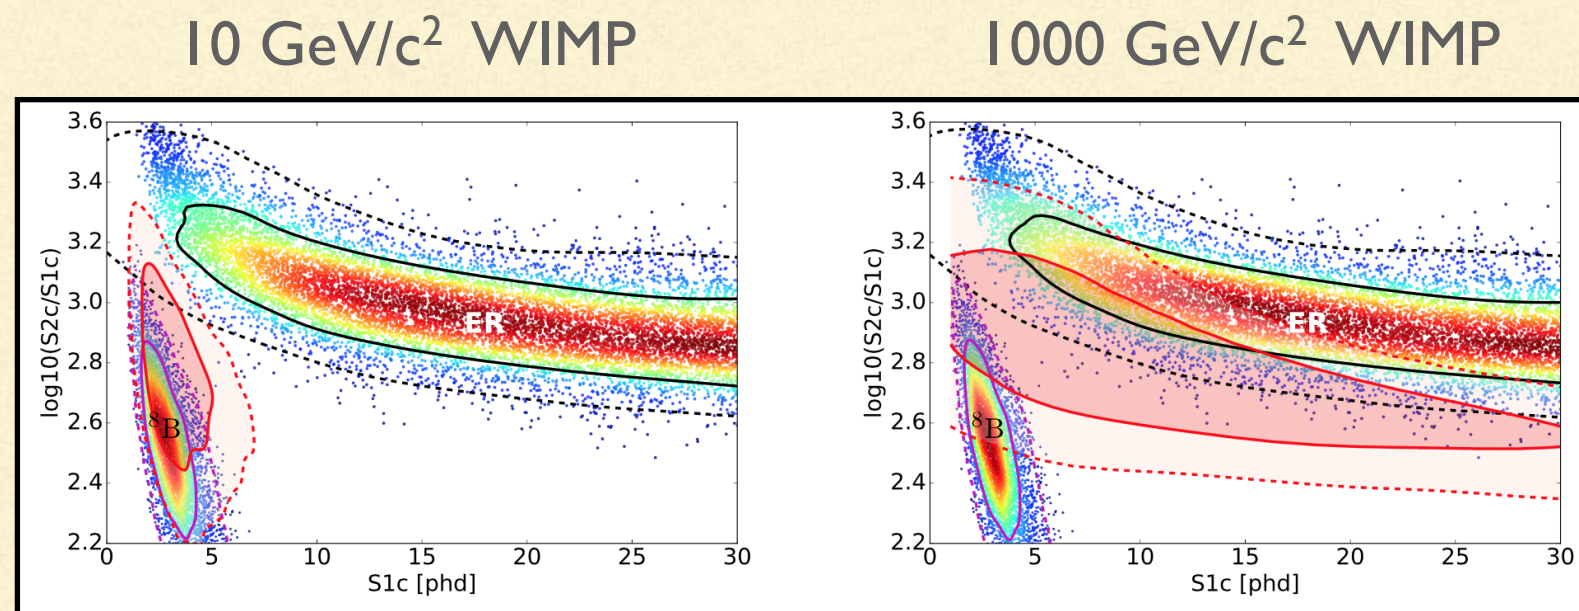 10 GeV/c² WIMP
1000 GeV/c² WIMP
3.6
3.4
3.2
3.0
2.8
2.6
2.4
2.2
log10(S2c/S1c)
ER
⁸B
0 5 10 15 20 25 30
S1c [phd]
3.6
3.4
3.2
3.0
2.8
2.6
2.4
2.2
log10(S2c/S1c)
ER
⁸B
0 5 10 15 20 25 30
S1c [phd]